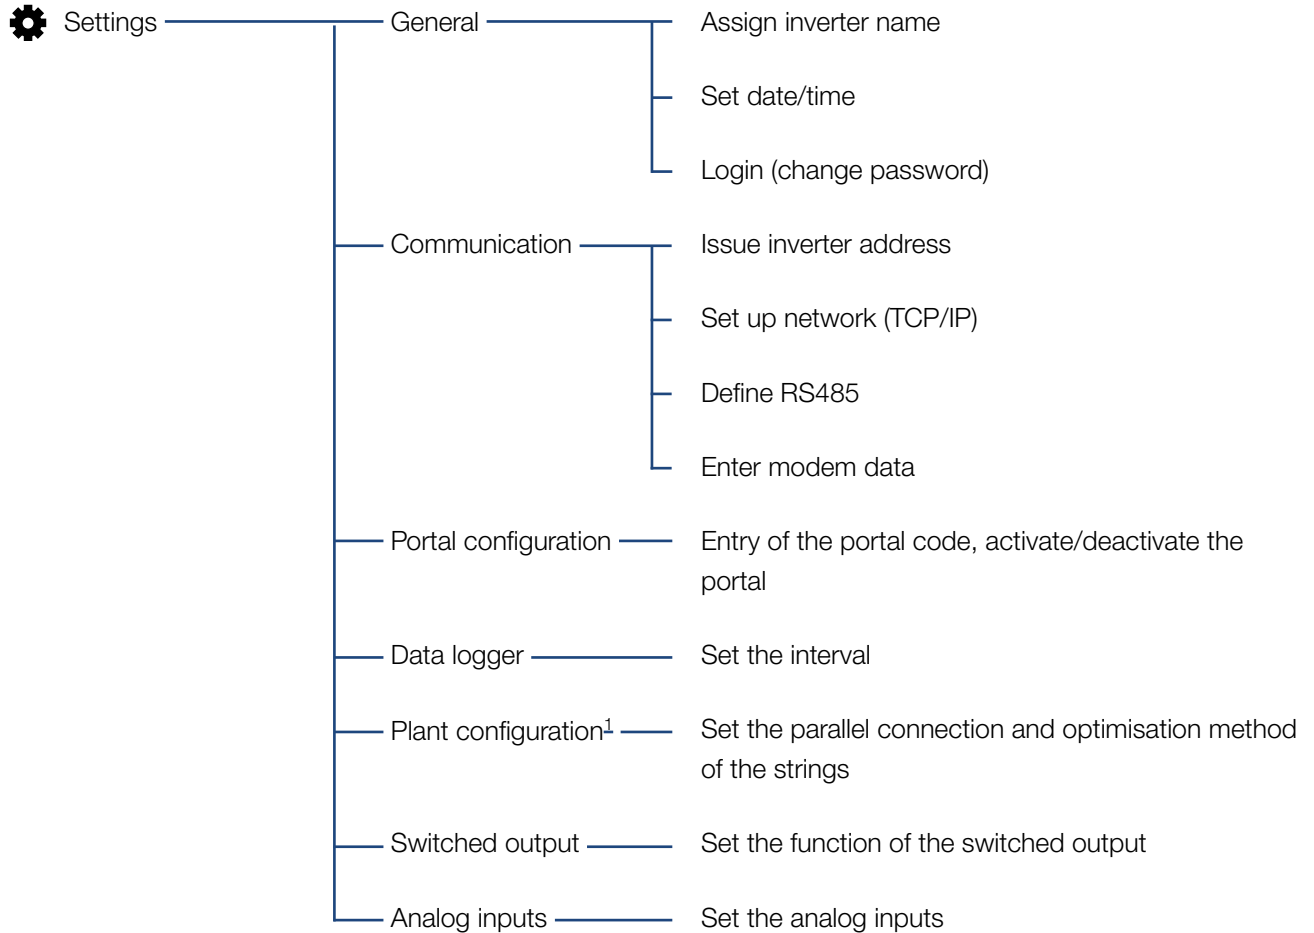 Settings General Assign inverter name
Set date/time
Login (change password)
Communication Issue inverter address
Set up network (TCP/IP)
Define RS485
Enter modem data
Portal configuration Entry of the portal code, activate/deactivate the
portal
Data logger Set the interval
Plant configuration1 Set the parallel connection and optimisation method
of the strings
Switched output Set the function of the switched output
Analog inputs Set the analog inputs